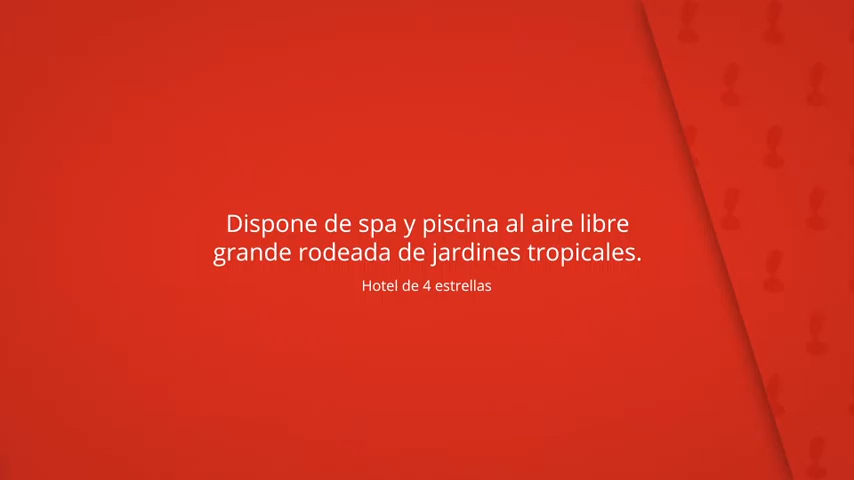 Dispone de spa y piscina al aire libre
grande rodeada de jardines tropicales.
Hotel de 4 estrellas